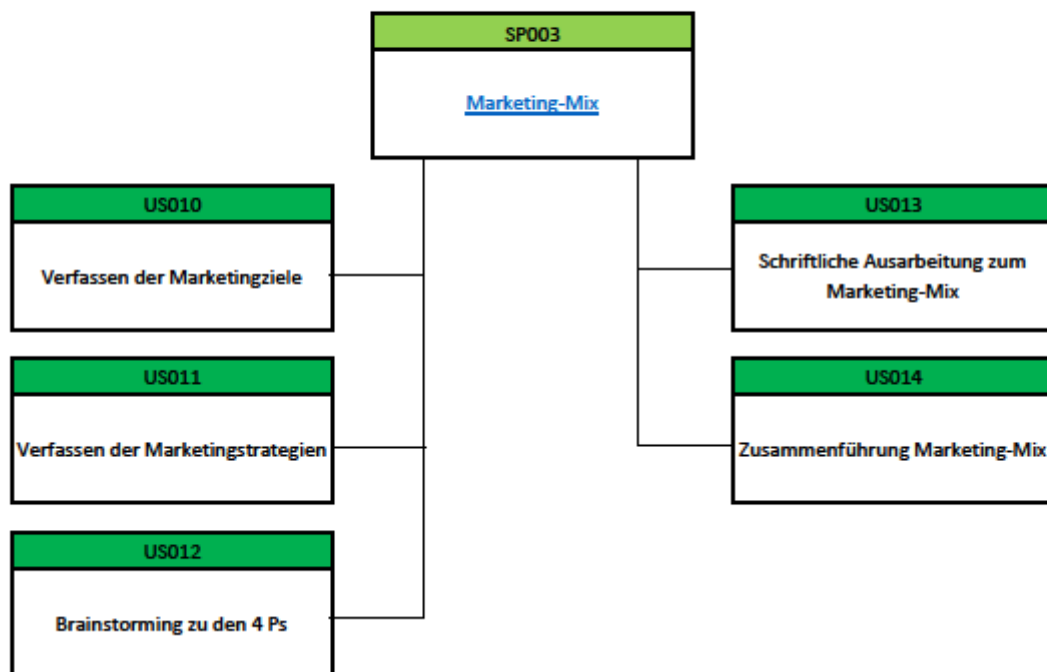 SP003
Marketing-Mix
US010
Verfassen der Marketingziele
US011
Verfassen der Marketingstrategien
US012
Brainstorming zu den 4 Ps
US013
Schriftliche Ausarbeitung zum
Marketing-Mix
US014
Zusammenführung Marketing-Mix